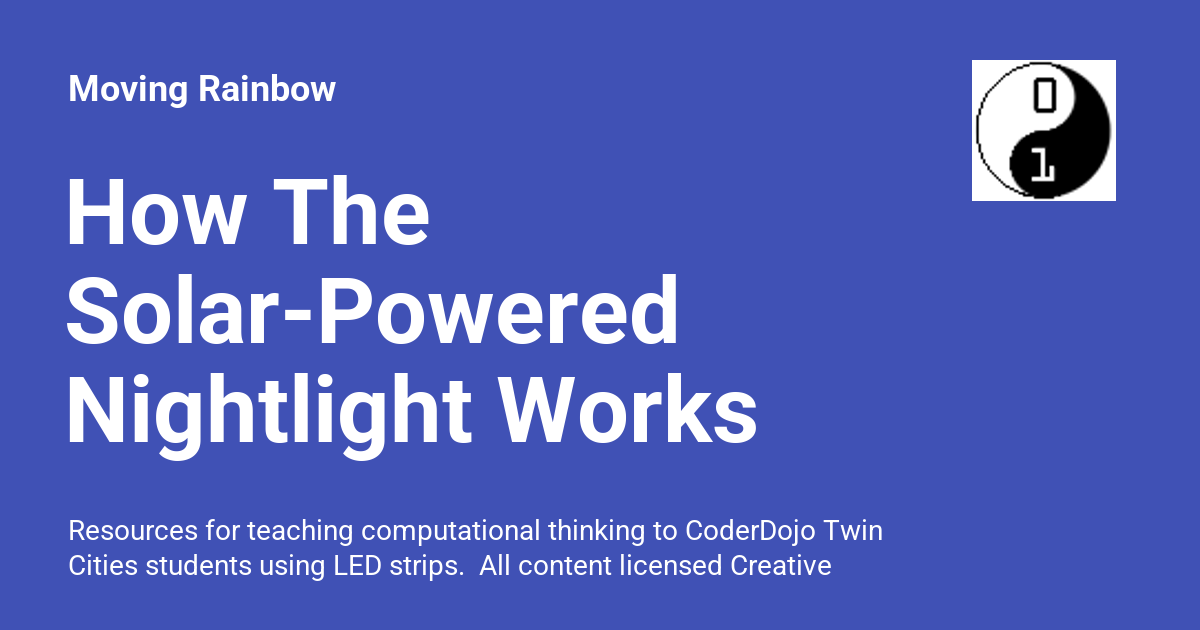 Moving Rainbow
0
1
How The
Solar-Powered
Nightlight Works
Resources for teaching computational thinking to CoderDojo Twin
Cities students using LED strips.  All content licensed Creative